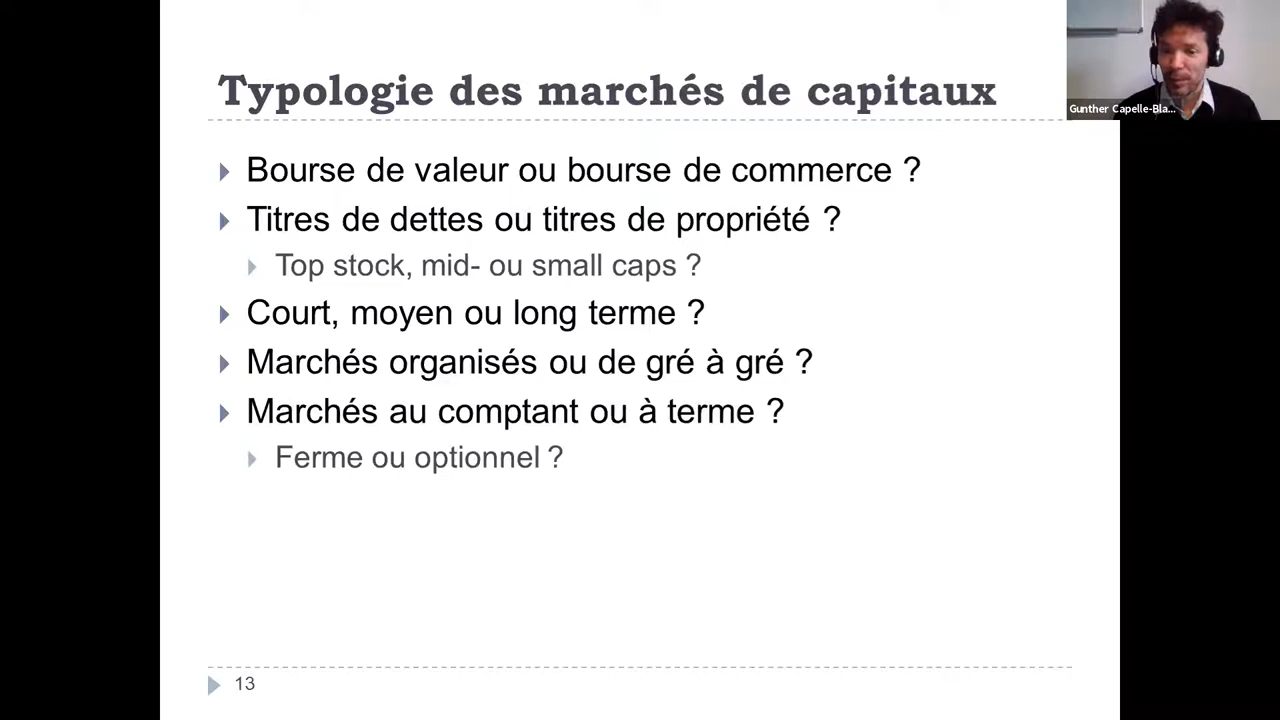 Typologie des marchés de capitaux
Gunther Capelle-Bla...
Bourse de valeur ou bourse de commerce ?
Titres de dettes ou titres de propriété ?
Top stock, mid- ou small caps ?
Court, moyen ou long terme ?
Marchés organisés ou de gré à gré ?
Marchés au comptant ou à terme ?
Ferme ou optionnel ?
13